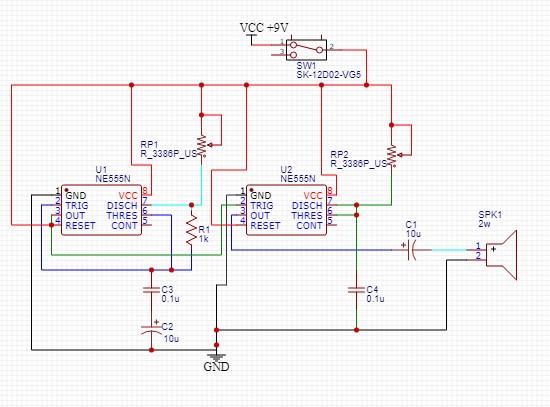 VCC +9V
1
2
3
SW1
SK-12D02-VG5
RP1
R_3386P_US
RP2
R_3386P_US
U1
NE555N
U2
NE555N
1 GND VCC 8
2 TRIG DISCH 7
3 OUT THRES 6
4 RESET CONT 5
1 GND VCC 8
2 TRIG DISCH 7
3 OUT THRES 6
4 RESET CONT 5
R1
1k
C1
10u
SPK1
2w
1
2
C3
0.1u
C4
0.1u
C2
10u
GND